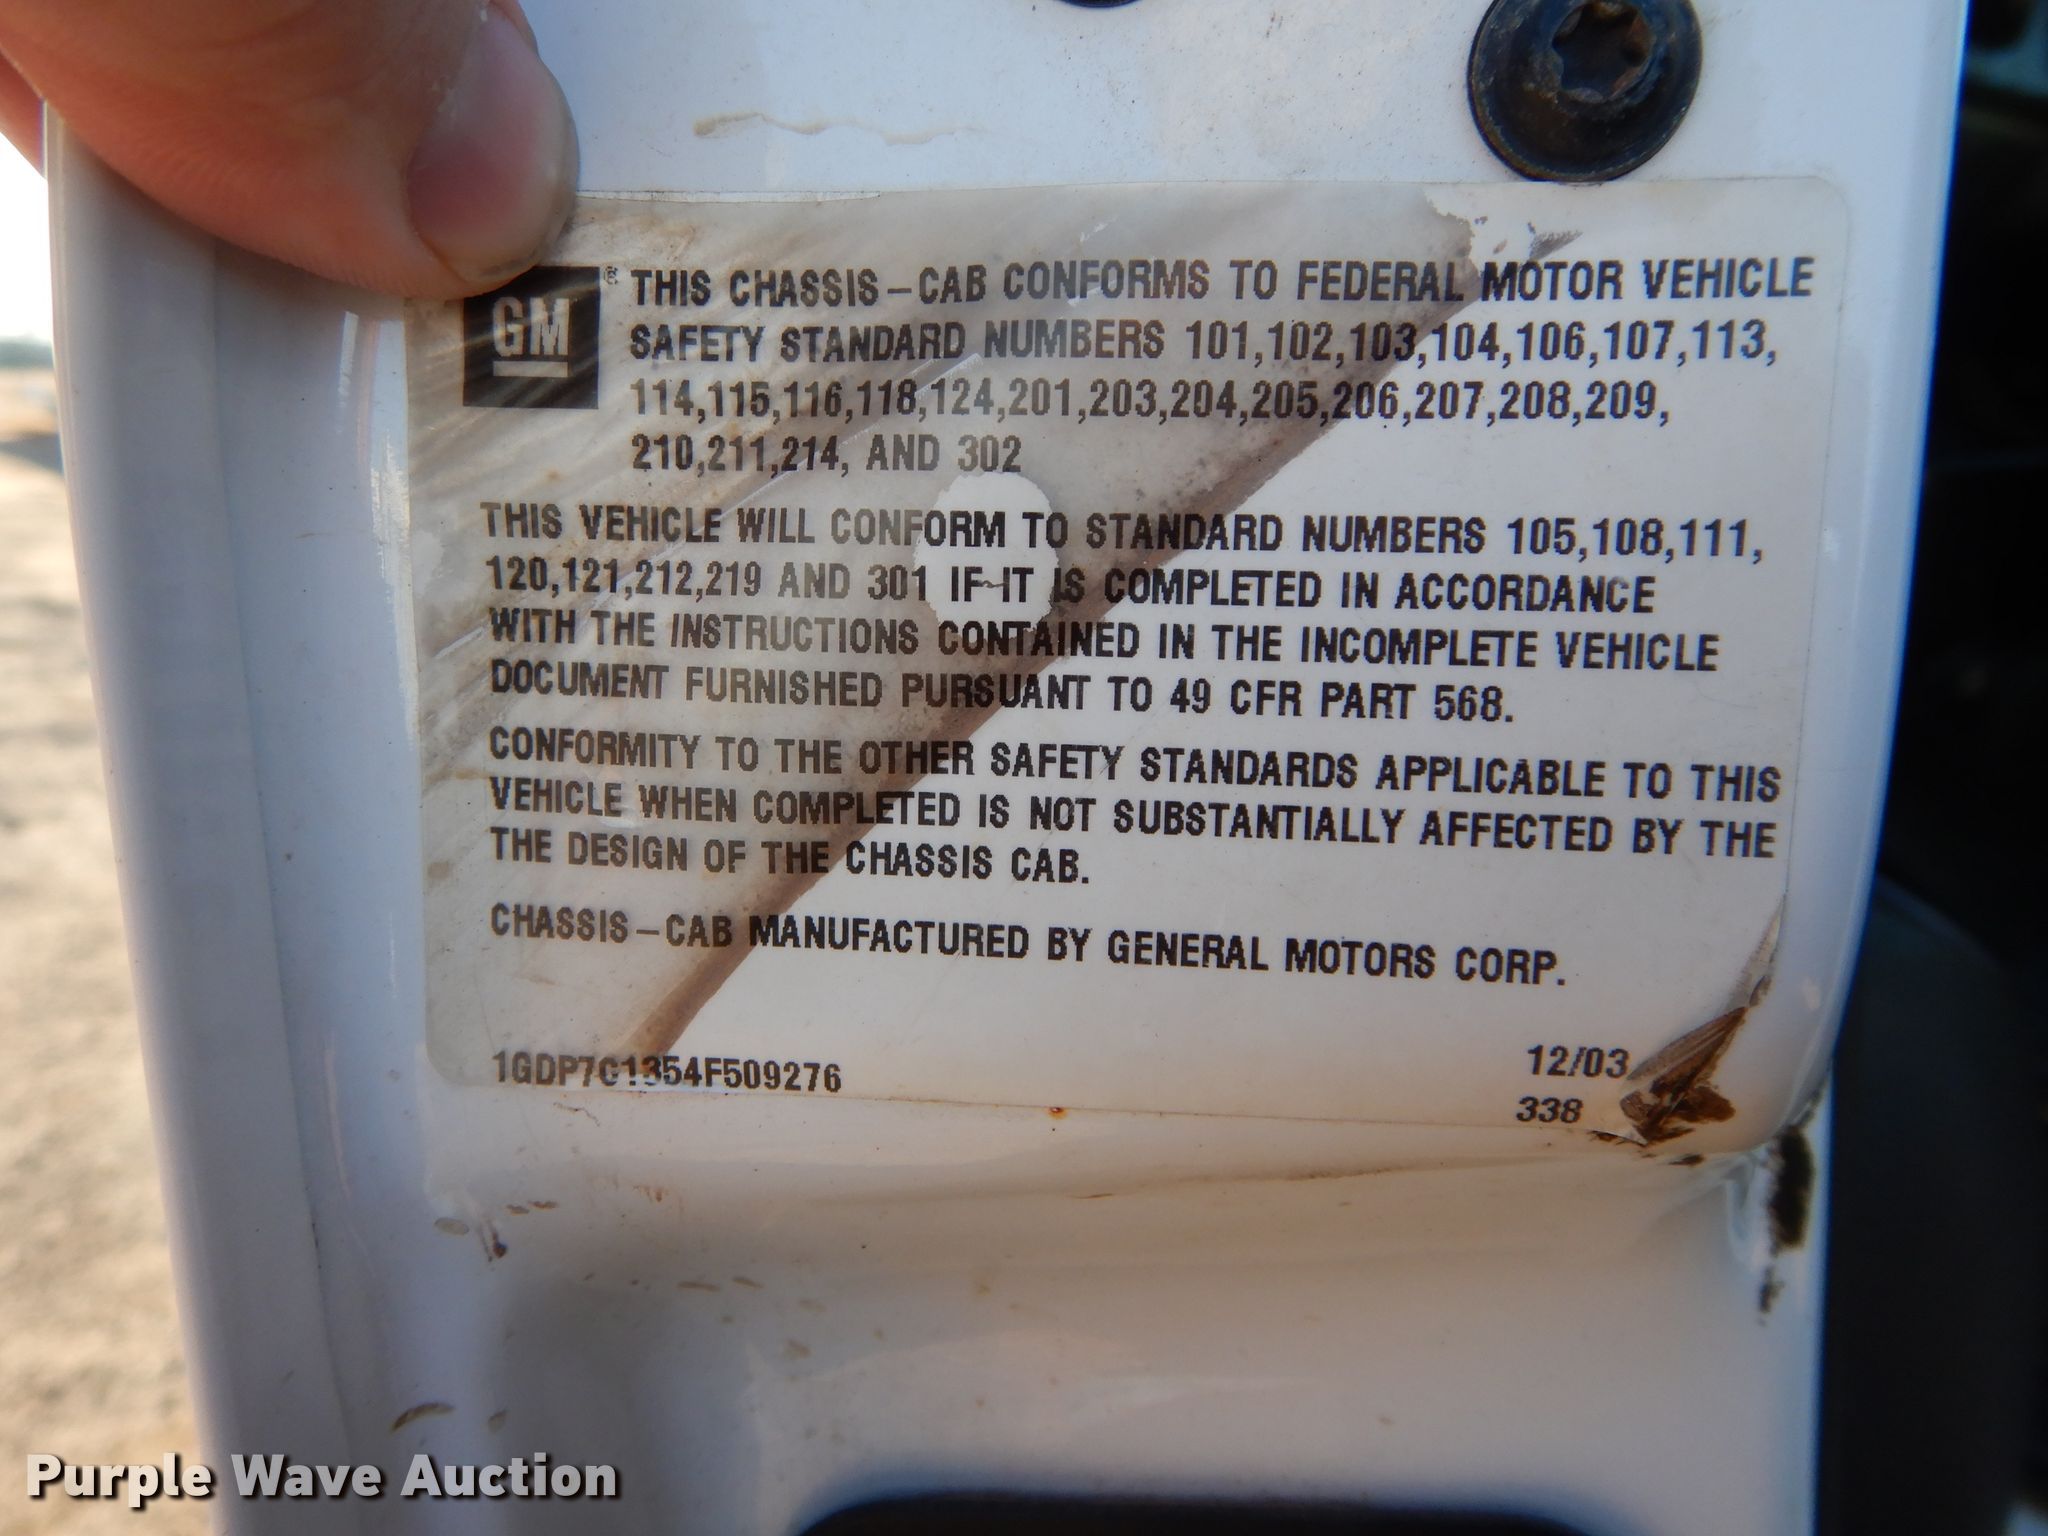 GM ® THIS CHASSIS-CAB CONFORMS TO FEDERAL MOTOR VEHICLE
SAFETY STANDARD NUMBERS 101,102,103,104,106,107,113,
114,115,116,118,124,201,203,204,205,206,207,208,209,
210,211,214, AND 302
THIS VEHICLE WILL CONFORM TO STANDARD NUMBERS 105,108,111,
120,121,212,219 AND 301 IF IT IS COMPLETED IN ACCORDANCE
WITH THE INSTRUCTIONS CONTAINED IN THE INCOMPLETE VEHICLE
DOCUMENT FURNISHED PURSUANT TO 49 CFR PART 568.
CONFORMITY TO THE OTHER SAFETY STANDARDS APPLICABLE TO THIS
VEHICLE WHEN COMPLETED IS NOT SUBSTANTIALLY AFFECTED BY THE
THE DESIGN OF THE CHASSIS CAB.
CHASSIS-CAB MANUFACTURED BY GENERAL MOTORS CORP.
1GDP7C1354F509276 12/03
338
Purple Wave Auction